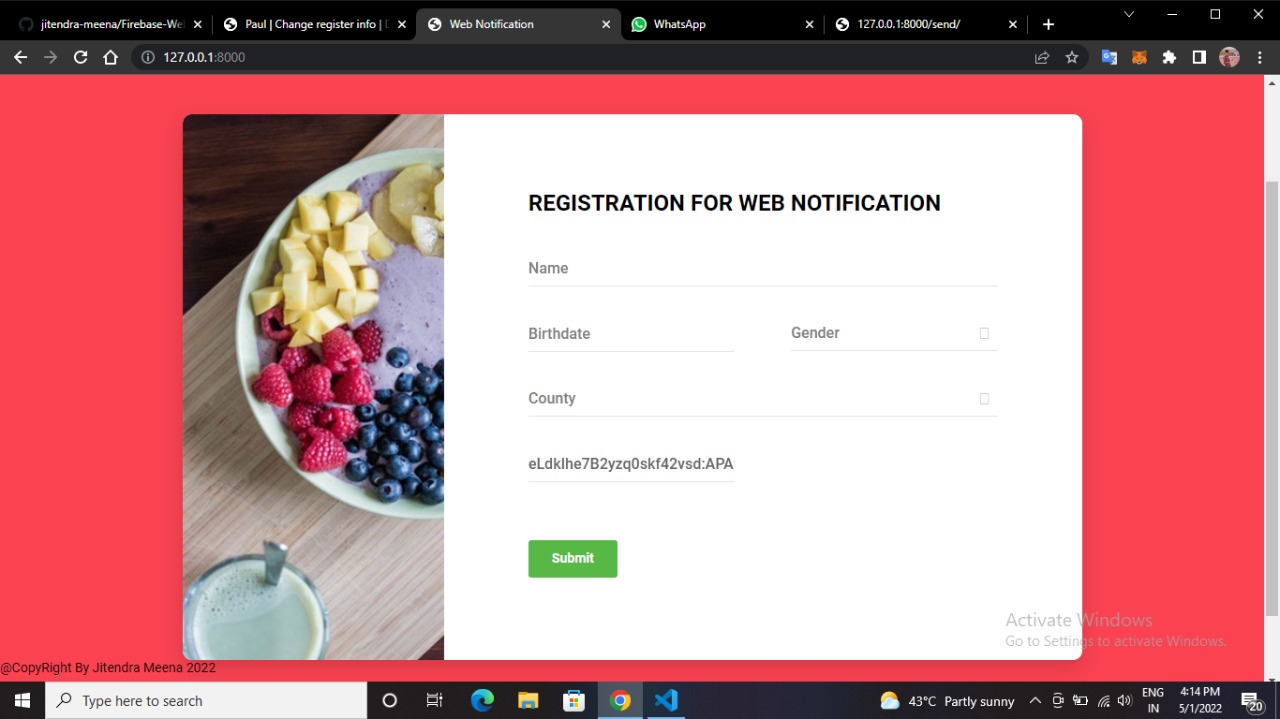 jitendra-meena/Firebase-We
Paul | Change register info | D
Web Notification
WhatsApp
127.0.0.1:8000/send/
127.0.0.1:8000
REGISTRATION FOR WEB NOTIFICATION
Name
Birthdate
Gender
County
eLdkIhe7B2yzq0skf42vsd:APA
Submit
Activate Windows
Go to Settings to activate Windows.
@CopyRight By Jitendra Meena 2022
Type here to search
43°C Partly sunny
ENG
IN
4:14 PM
5/1/2022
20